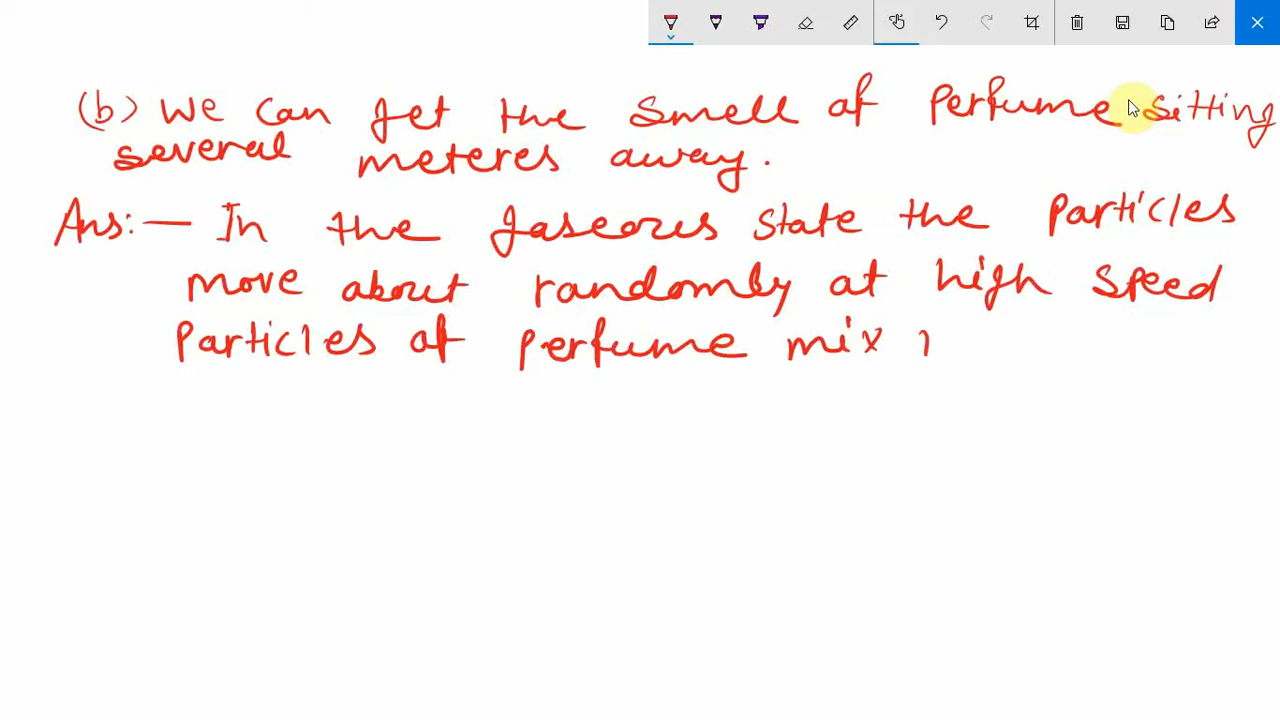 (b) We can get the smell of Perfume sitting
several meteres away.
Ans:— In the gaseous state the Particles
move about randomly at high speed
Particles of Perfume mix